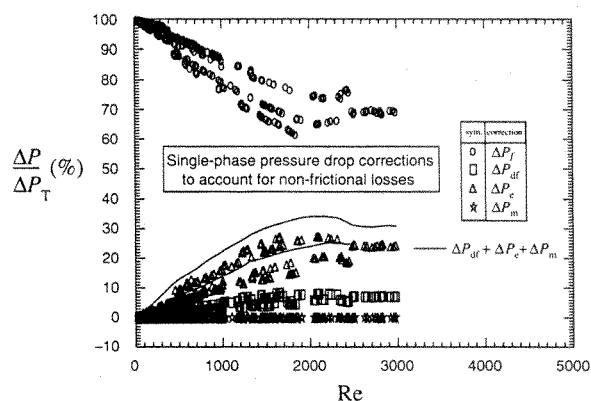 100
90
80
70
60
50
40
30
20
10
0
−10
ΔP/ΔP_T (%)
Single-phase pressure drop corrections
to account for non-frictional losses
sym. correction
ΔP_f
ΔP_df
ΔP_e
ΔP_m
ΔP_df + ΔP_e + ΔP_m
0 1000 2000 3000 4000 5000
Re